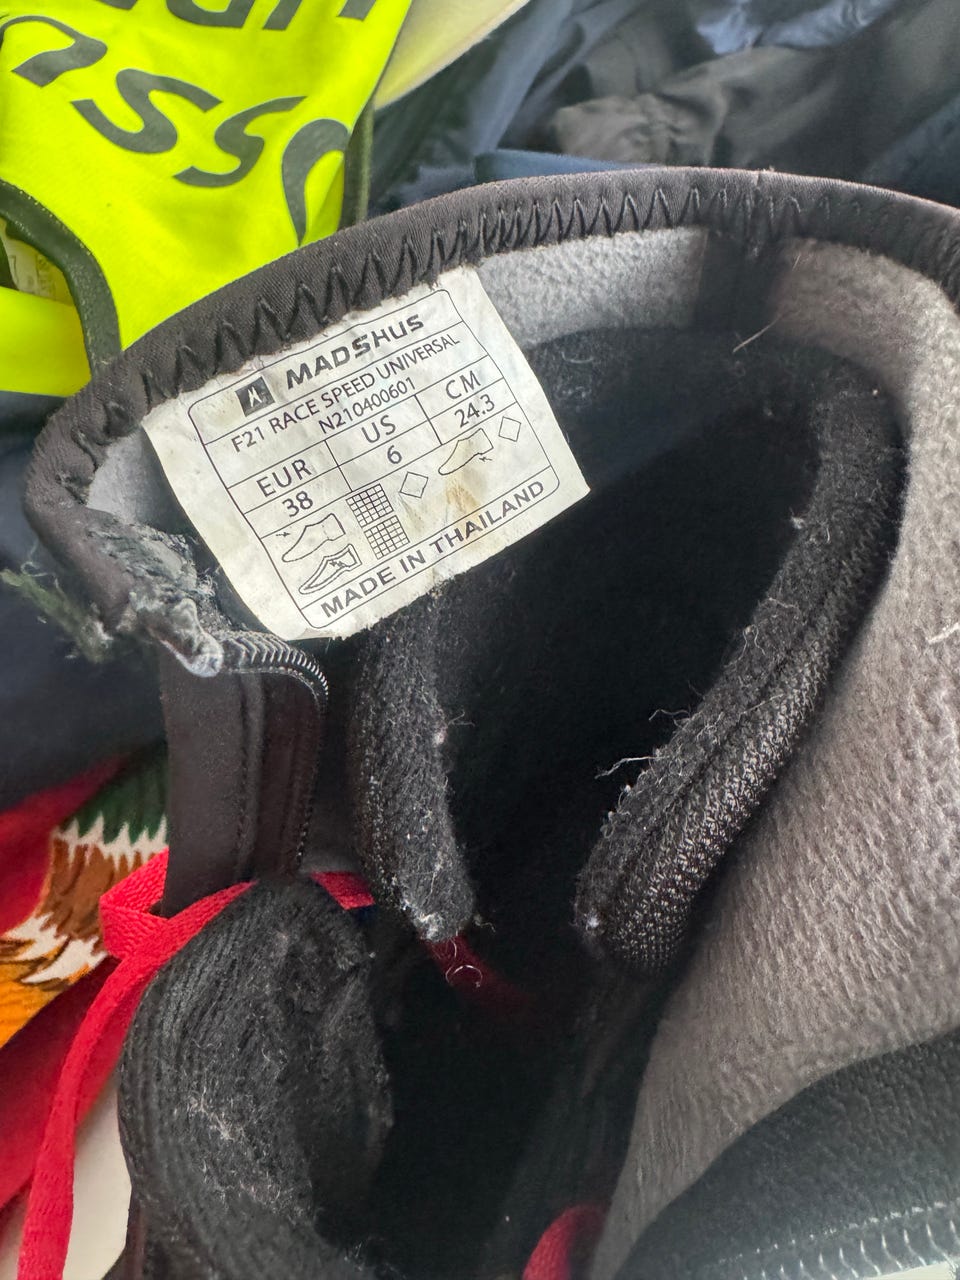 MADSHUS
F21 RACE SPEED UNIVERSAL
N210400601
EUR US CM
38 6 24.3
MADE IN THAILAND